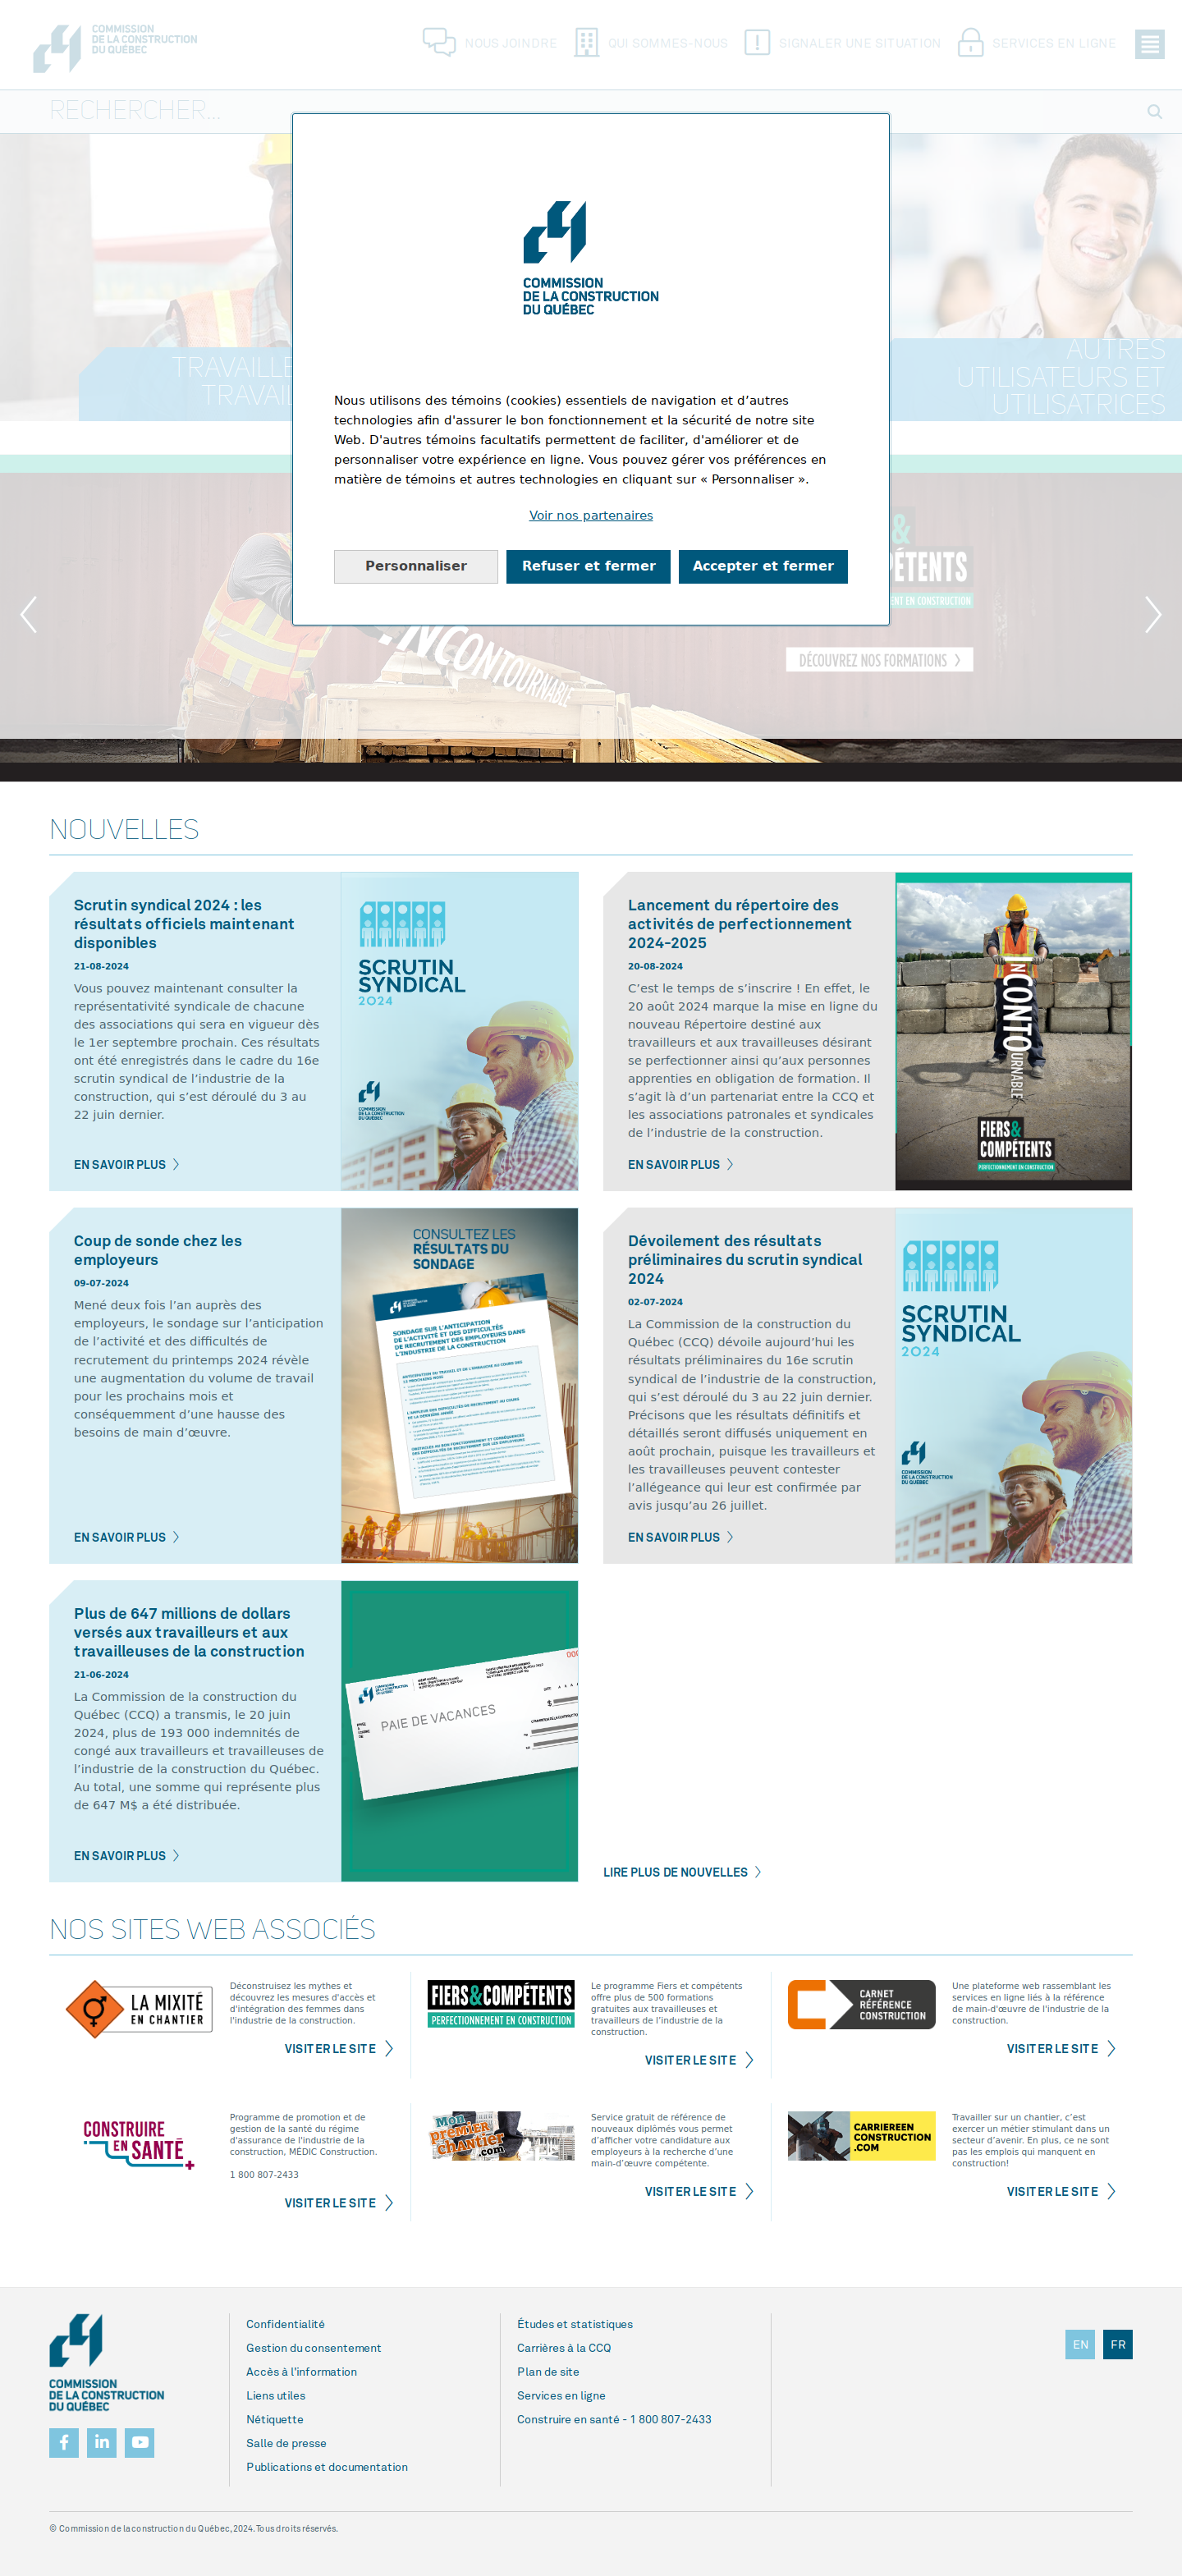 COMMISSION
DE LA CONSTRUCTION
DU QUÉBEC
NOUS JOINDRE
QUI SOMMES-NOUS
SIGNALER UNE SITUATION
SERVICES EN LIGNE
RECHERCHER...
COMMISSION
DE LA CONSTRUCTION
DU QUÉBEC
Nous utilisons des témoins (cookies) essentiels de navigation et d’autres
technologies afin d'assurer le bon fonctionnement et la sécurité de notre site
Web. D'autres témoins facultatifs permettent de faciliter, d'améliorer et de
personnaliser votre expérience en ligne. Vous pouvez gérer vos préférences en
matière de témoins et autres technologies en cliquant sur « Personnaliser ».
Voir nos partenaires
Personnaliser
Refuser et fermer
Accepter et fermer
AUTRES
UTILISATEURS ET
UTILISATRICES
INCONTOURNABLE
DÉCOUVREZ NOS FORMATIONS
NOUVELLES
Scrutin syndical 2024 : les
résultats officiels maintenant
disponibles
21-08-2024
Vous pouvez maintenant consulter la
représentativité syndicale de chacune
des associations qui sera en vigueur dès
le 1er septembre prochain. Ces résultats
ont été enregistrés dans le cadre du 16e
scrutin syndical de l’industrie de la
construction, qui s’est déroulé du 3 au
22 juin dernier.
EN SAVOIR PLUS
SCRUTIN
SYNDICAL
2024
COMMISSION
DE LA CONSTRUCTION
DU QUÉBEC
Lancement du répertoire des
activités de perfectionnement
2024-2025
20-08-2024
C’est le temps de s’inscrire ! En effet, le
20 août 2024 marque la mise en ligne du
nouveau Répertoire destiné aux
travailleurs et aux travailleuses désirant
se perfectionner ainsi qu’aux personnes
apprenties en obligation de formation. Il
s’agit là d’un partenariat entre la CCQ et
les associations patronales et syndicales
de l’industrie de la construction.
EN SAVOIR PLUS
INCONTOURNABLE
FIERS&
COMPÉTENTS
PERFECTIONNEMENT EN CONSTRUCTION
Coup de sonde chez les
employeurs
09-07-2024
Mené deux fois l’an auprès des
employeurs, le sondage sur l’anticipation
de l’activité et des difficultés de
recrutement du printemps 2024 révèle
une augmentation du volume de travail
pour les prochains mois et
conséquemment d’une hausse des
besoins de main d’œuvre.
EN SAVOIR PLUS
CONSULTEZ LES
RÉSULTATS DU
SONDAGE
SONDAGE SUR L'ANTICIPATION
DE L'ACTIVITÉ ET DES DIFFICULTÉS
DE RECRUTEMENT DES EMPLOYEURS DANS
L'INDUSTRIE DE LA CONSTRUCTION
Dévoilement des résultats
préliminaires du scrutin syndical
2024
02-07-2024
La Commission de la construction du
Québec (CCQ) dévoile aujourd’hui les
résultats préliminaires du 16e scrutin
syndical de l’industrie de la construction,
qui s’est déroulé du 3 au 22 juin dernier.
Précisons que les résultats définitifs et
détaillés seront diffusés uniquement en
août prochain, puisque les travailleurs et
les travailleuses peuvent contester
l’allégeance qui leur est confirmée par
avis jusqu’au 26 juillet.
EN SAVOIR PLUS
SCRUTIN
SYNDICAL
2024
COMMISSION
DE LA CONSTRUCTION
DU QUÉBEC
Plus de 647 millions de dollars
versés aux travailleurs et aux
travailleuses de la construction
21-06-2024
La Commission de la construction du
Québec (CCQ) a transmis, le 20 juin
2024, plus de 193 000 indemnités de
congé aux travailleurs et travailleuses de
l’industrie de la construction du Québec.
Au total, une somme qui représente plus
de 647 M$ a été distribuée.
EN SAVOIR PLUS
PAIE DE VACANCES
LIRE PLUS DE NOUVELLES
NOS SITES WEB ASSOCIÉS
LA MIXITÉ
EN CHANTIER
Déconstruisez les mythes et
découvrez les mesures d'accès et
d'intégration des femmes dans
l'industrie de la construction.
VISITER LE SITE
FIERS&COMPÉTENTS
PERFECTIONNEMENT EN CONSTRUCTION
Le programme Fiers et compétents
offre plus de 500 formations
gratuites aux travailleuses et
travailleurs de l’industrie de la
construction.
VISITER LE SITE
CARNET
RÉFÉRENCE
CONSTRUCTION
Une plateforme web rassemblant les
services en ligne liés à la référence
de main-d'œuvre de l'industrie de la
construction.
VISITER LE SITE
CONSTRUIRE
EN
SANTÉ
Programme de promotion et de
gestion de la santé du régime
d'assurance de l'industrie de la
construction, MÉDIC Construction.
1 800 807-2433
VISITER LE SITE
Mon
premier
chantier
.com
Service gratuit de référence de
nouveaux diplômés vous permet
d’afficher votre candidature aux
employeurs à la recherche d’une
main-d’œuvre compétente.
VISITER LE SITE
CARRIEREEN
CONSTRUCTION
.COM
Travailler sur un chantier, c’est
exercer un métier stimulant dans un
secteur d’avenir. En plus, ce ne sont
pas les emplois qui manquent en
construction!
VISITER LE SITE
COMMISSION
DE LA CONSTRUCTION
DU QUÉBEC
Confidentialité
Gestion du consentement
Accès à l'information
Liens utiles
Nétiquette
Salle de presse
Publications et documentation
Études et statistiques
Carrières à la CCQ
Plan de site
Services en ligne
Construire en santé - 1 800 807-2433
EN
FR
© Commission de la construction du Québec, 2024. Tous droits réservés.